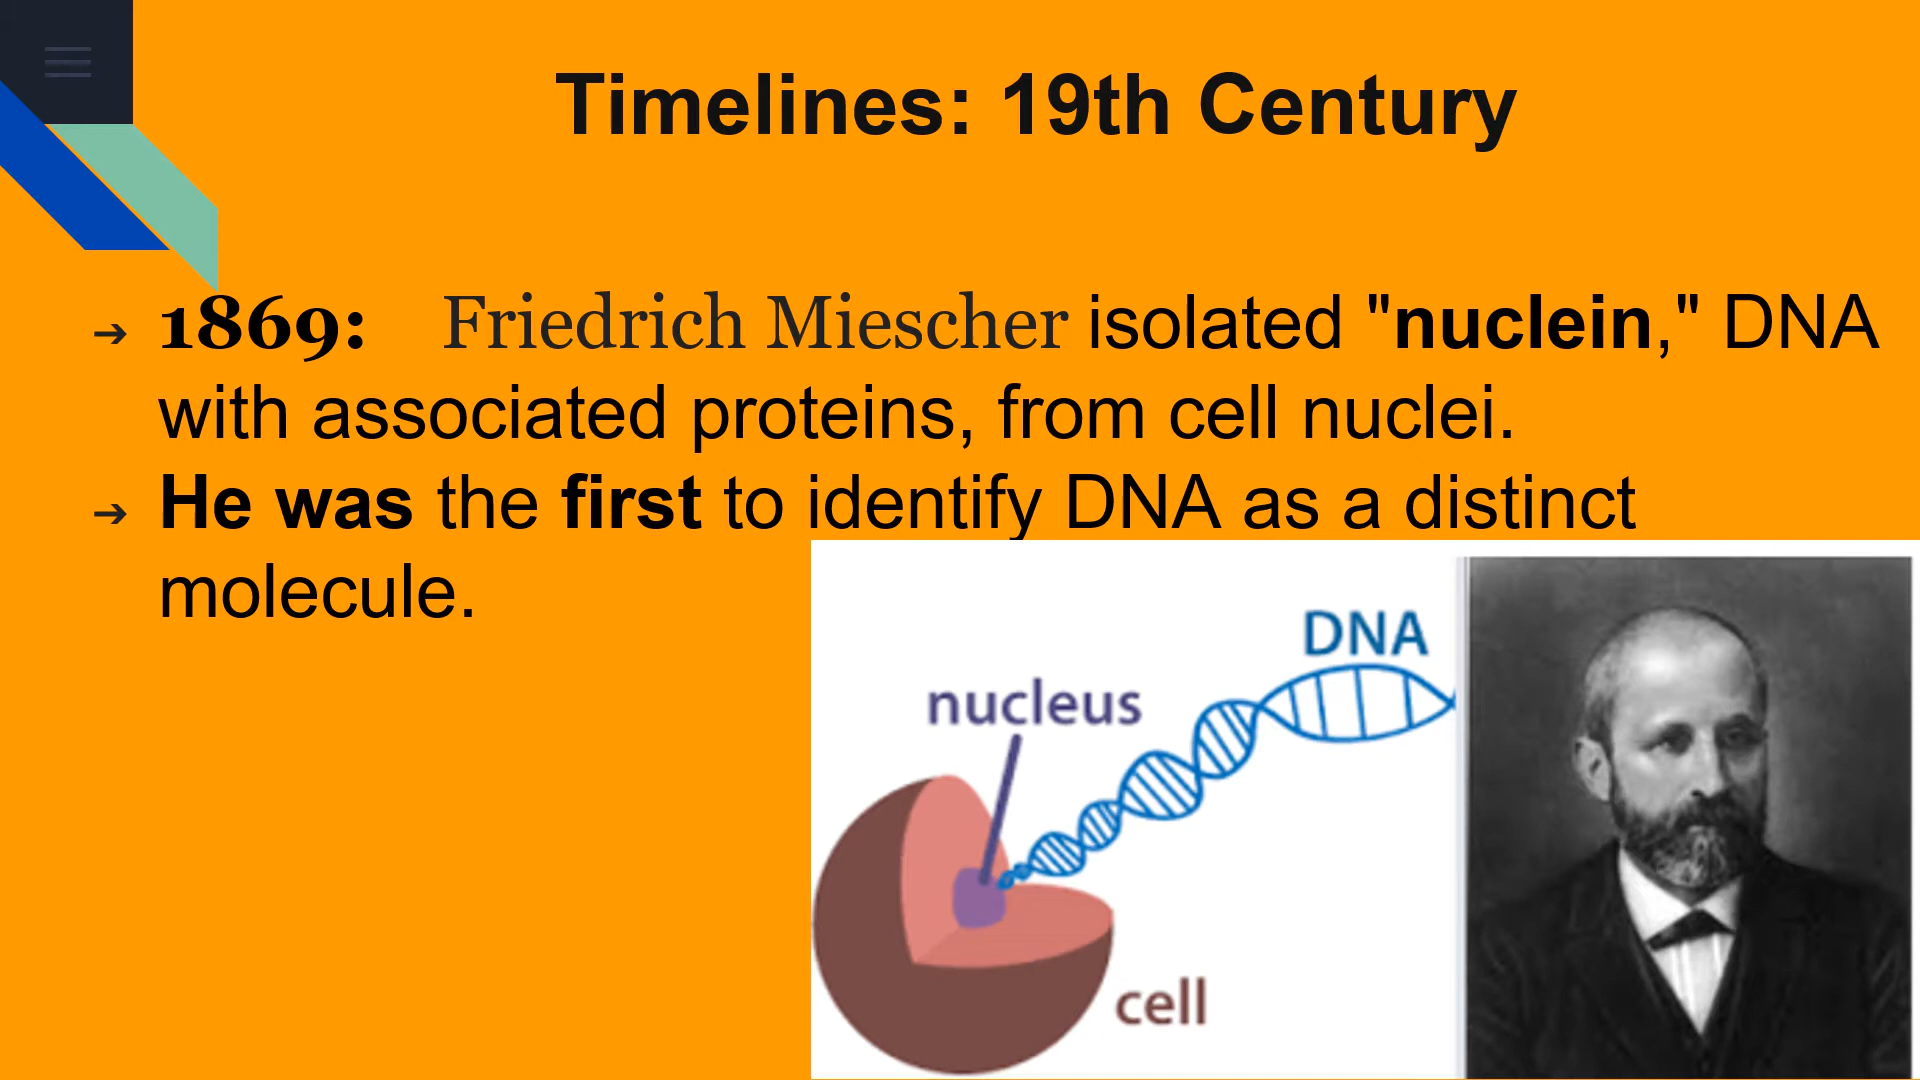 Timelines: 19th Century
➔ 1869: Friedrich Miescher isolated "nuclein," DNA
with associated proteins, from cell nuclei.
➔ He was the first to identify DNA as a distinct
molecule.
DNA
nucleus
cell